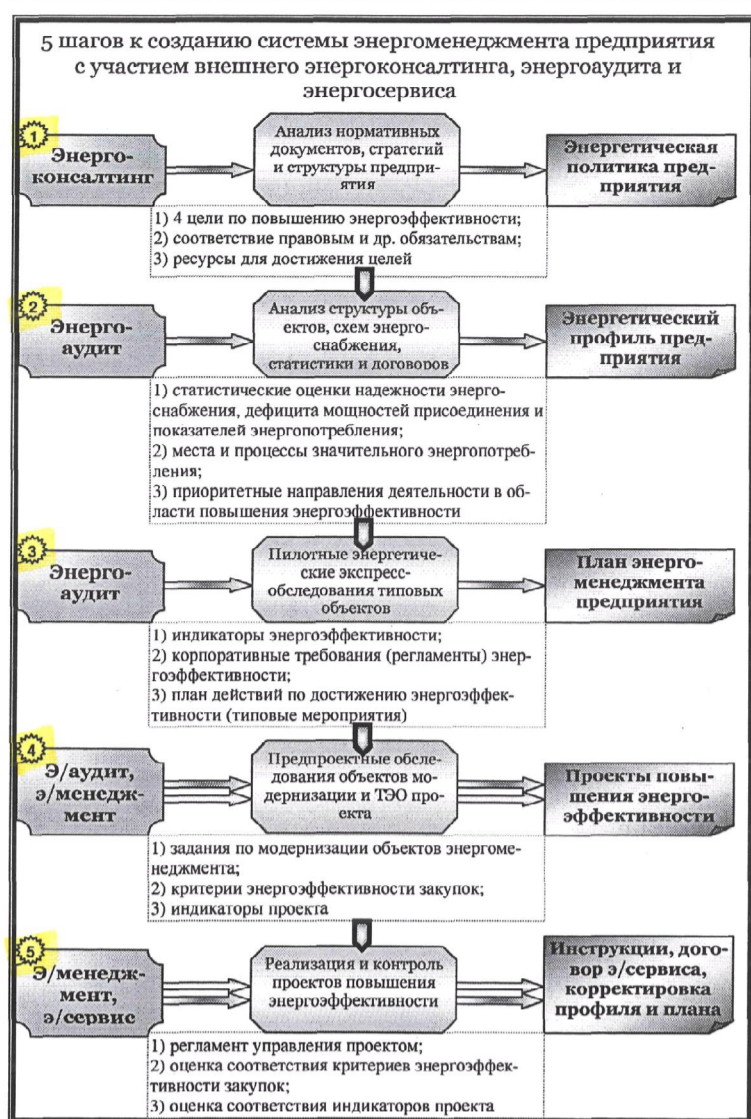 5 шагов к созданию системы энергоменеджмента предприятия
с участием внешнего энергоконсалтинга, энергоаудита и
энергосервиса
1
Энерго-
консалтинг
Анализ нормативных
документов, стратегий
и структуры предпри-
ятия
Энергетическая
политика пред-
приятия
1) 4 цели по повышению энергоэффективности;
2) соответствие правовым и др. обязательствам;
3) ресурсы для достижения целей
2
Энерго-
аудит
Анализ структуры объ-
ектов, схем энерго-
снабжения,
статистики и договоров
Энергетический
профиль пред-
приятия
1) статистические оценки надежности энерго-
снабжения, дефицита мощностей присоединения и
показателей энергопотребления;
2) места и процессы значительного энергопотреб-
ления;
3) приоритетные направления деятельности в об-
ласти повышения энергоэффективности
3
Энерго-
аудит
Пилотные энергетиче-
ские экспресс-
обследования типовых
объектов
План энерго-
менеджмента
предприятия
1) индикаторы энергоэффективности;
2) корпоративные требования (регламенты) энер-
гоэффективности;
3) план действий по достижению энергоэффек-
тивности (типовые мероприятия)
4
Э/аудит,
э/менедж-
мент
Предпроектные обсле-
дования объектов мо-
дернизации и ТЭО про-
екта
Проекты повы-
шения энерго-
эффективности
1) задания по модернизации объектов энергоме-
неджмента;
2) критерии энергоэффективности закупок;
3) индикаторы проекта
5
Э/менедж-
мент,
э/сервис
Реализация и контроль
проектов повышения
энергоэффективности
Инструкции, дого-
вор э/сервиса,
корректировка
профиля и плана
1) регламент управления проектом;
2) оценка соответствия критериев энергоэффек-
тивности закупок;
3) оценка соответствия индикаторов проекта